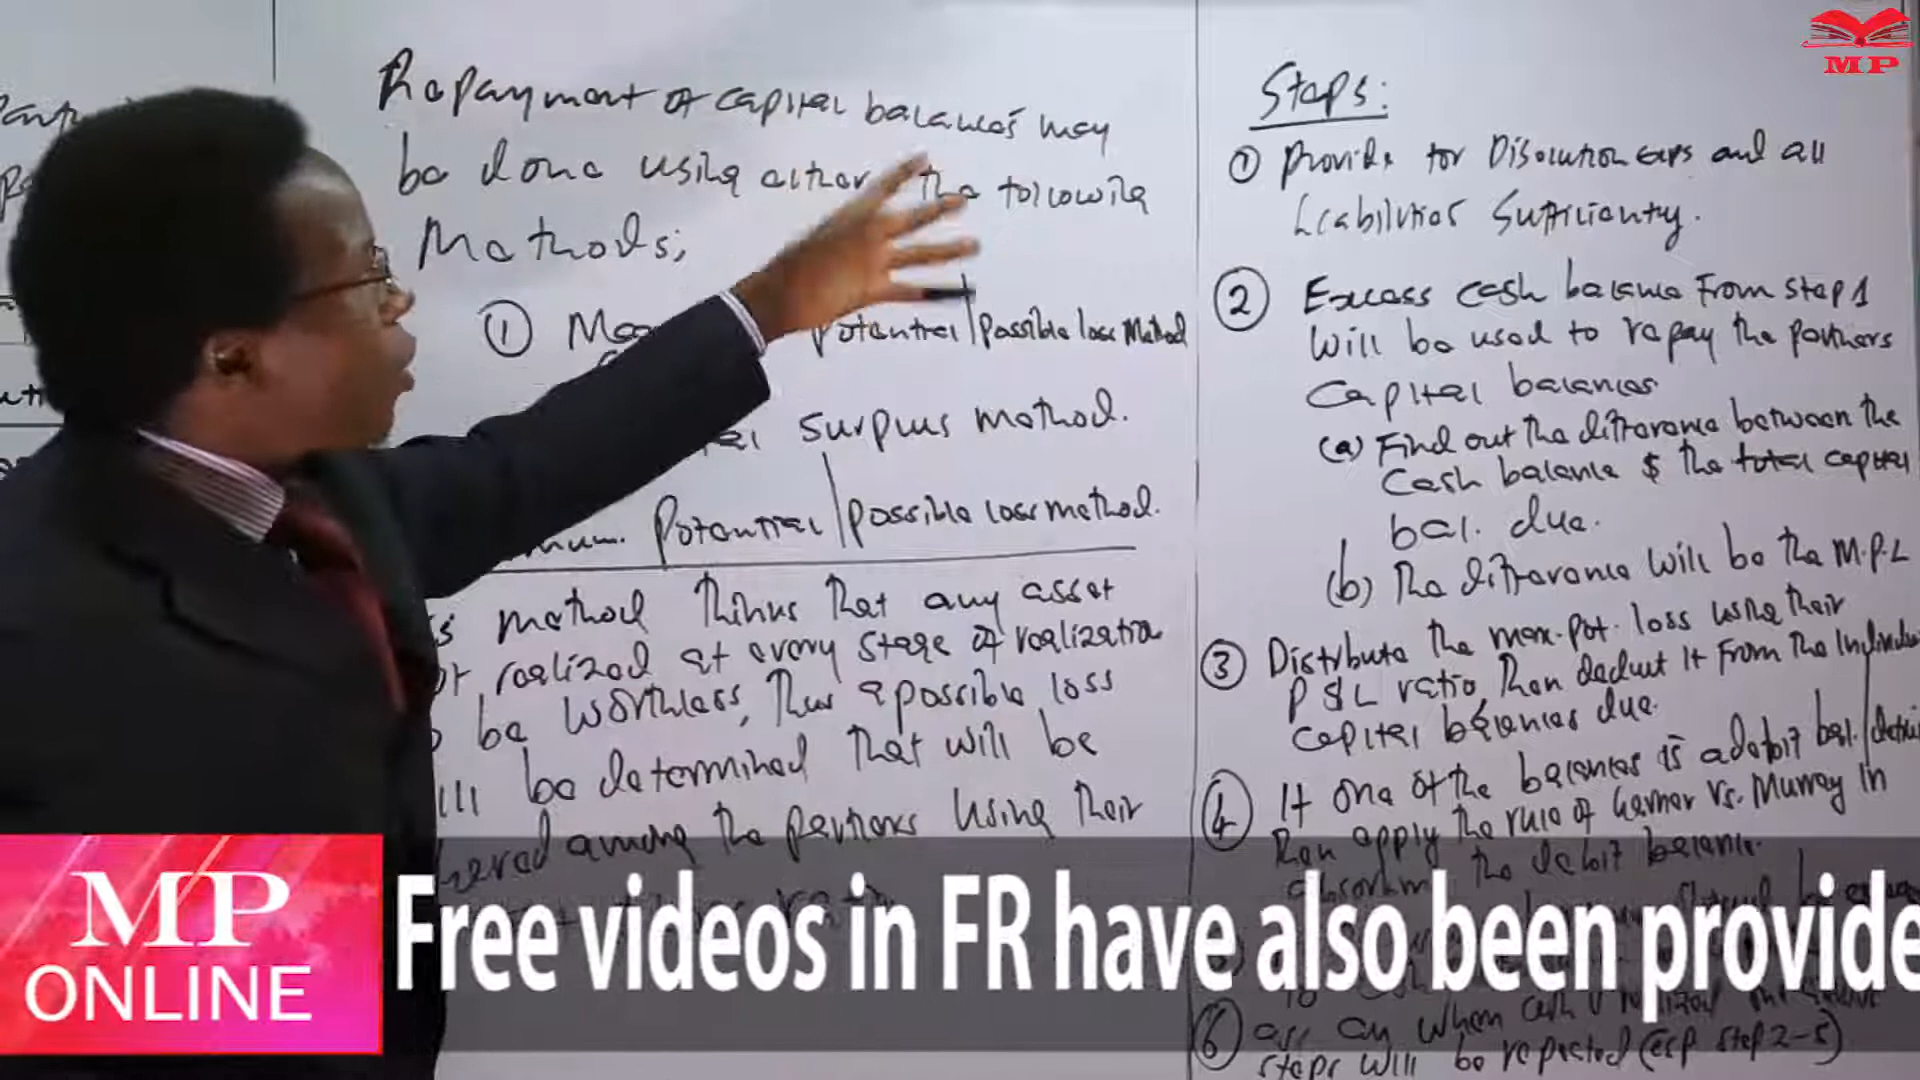 Repayment of capital balances may
be done using either the following
Methods;
① Potential/Possible loss Method
surplus method.
Potential/possible loss method.
method thinks that any asset
realized at every stage of realization
be worthless, thus a possible loss
be determined that will be
among the partners using their
Steps:
① Provide for Disolution exps and all
Liabilities Sufficiently.
② Excess cash balance From Step 1
Will be used to repay the partners
capital balances
(a) Find out the difference between the
Cash balance & the total capital
bal. due.
(b) The difference will be the M.P.L
③ Distribute the max. pot. loss using their
P & L ratio, then deduct it from the
capital balances due.
④ If one of the balances is a debit bal./
then apply the rule of Garner vs. Murray in
the debit balance.
⑥ when cash
steps will be repeated (esp step 2-5)
MP
MP
ONLINE
Free videos in FR have also been provide